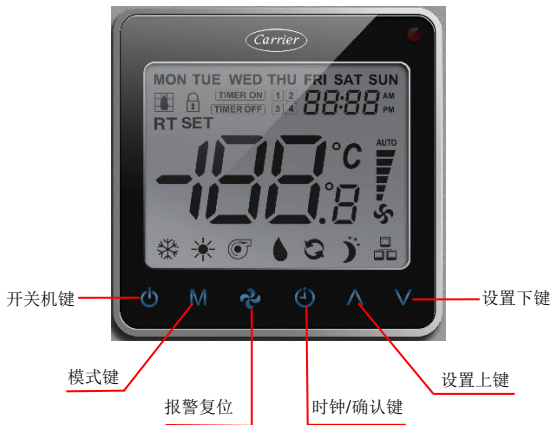 Carrier
MON TUE WED THU FRI SAT SUN
TIMER ON 1 2 88:88 AM
TIMER OFF 3 4 PM
RT SET
AUTO
-188.8°C
开关机键
M
设置下键
模式键
设置上键
报警复位
时钟/确认键